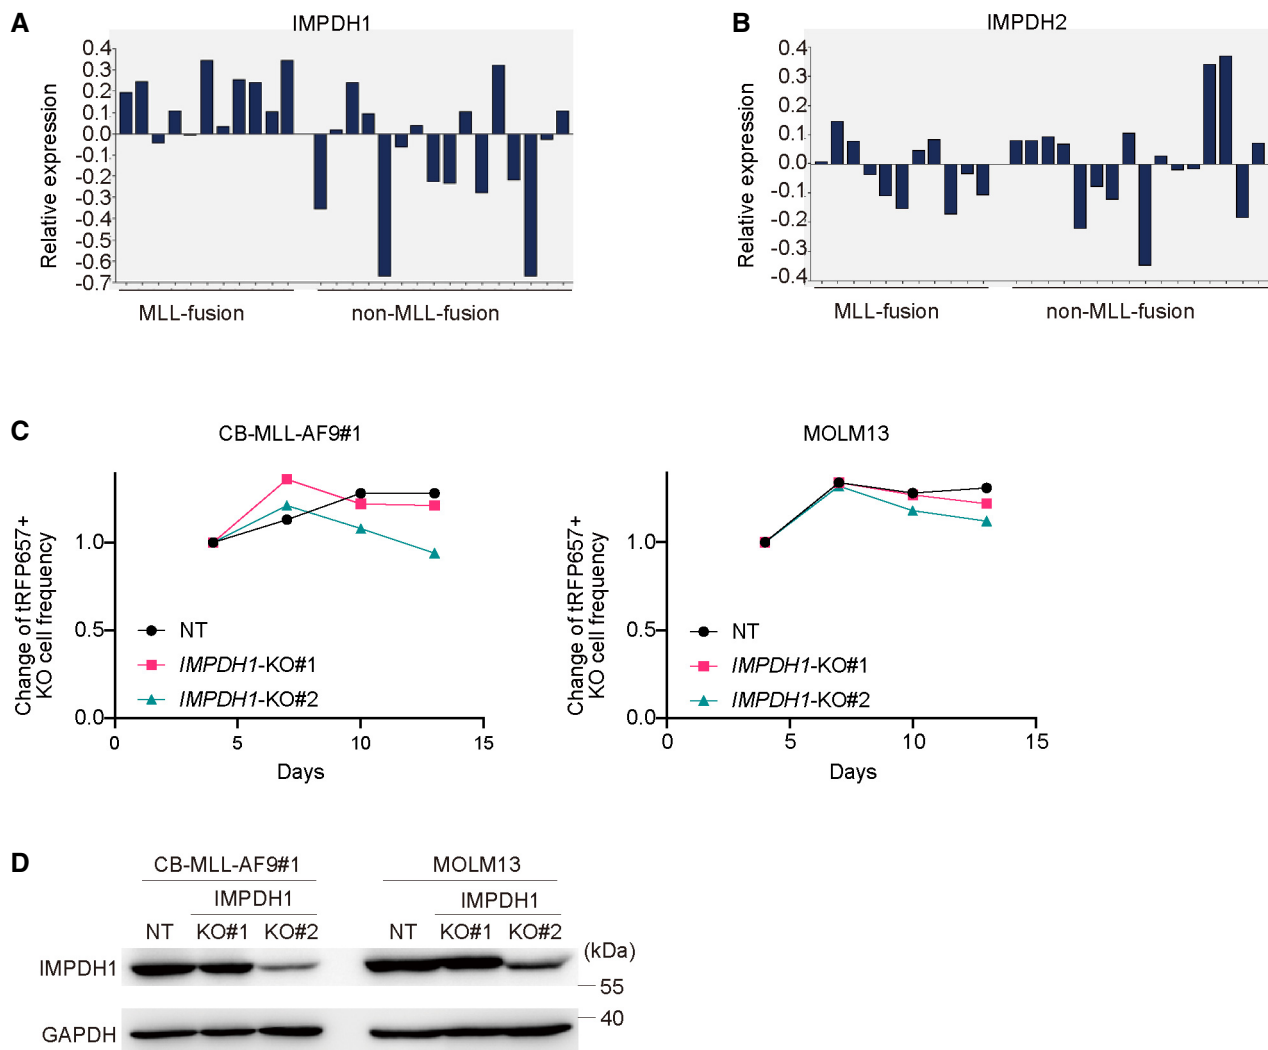 A
IMPDH1
Relative expression
0.4
0.3
0.2
0.1
0.0
-0.1
-0.2
-0.3
-0.4
-0.5
-0.6
-0.7
MLL-fusion
non-MLL-fusion
B
IMPDH2
Relative expression
0.4
0.3
0.2
0.1
0.0
-0.1
-0.2
-0.3
-0.4
MLL-fusion
non-MLL-fusion
C
CB-MLL-AF9#1
Change of tRFP657+
KO cell frequency
1.0
0.5
0.0
NT
IMPDH1-KO#1
IMPDH1-KO#2
0
5
10
15
Days
MOLM13
Change of tRFP657+
KO cell frequency
1.0
0.5
0.0
NT
IMPDH1-KO#1
IMPDH1-KO#2
0
5
10
15
Days
D
CB-MLL-AF9#1
MOLM13
IMPDH1
IMPDH1
NT KO#1 KO#2
NT KO#1 KO#2
(kDa)
IMPDH1
55
40
GAPDH